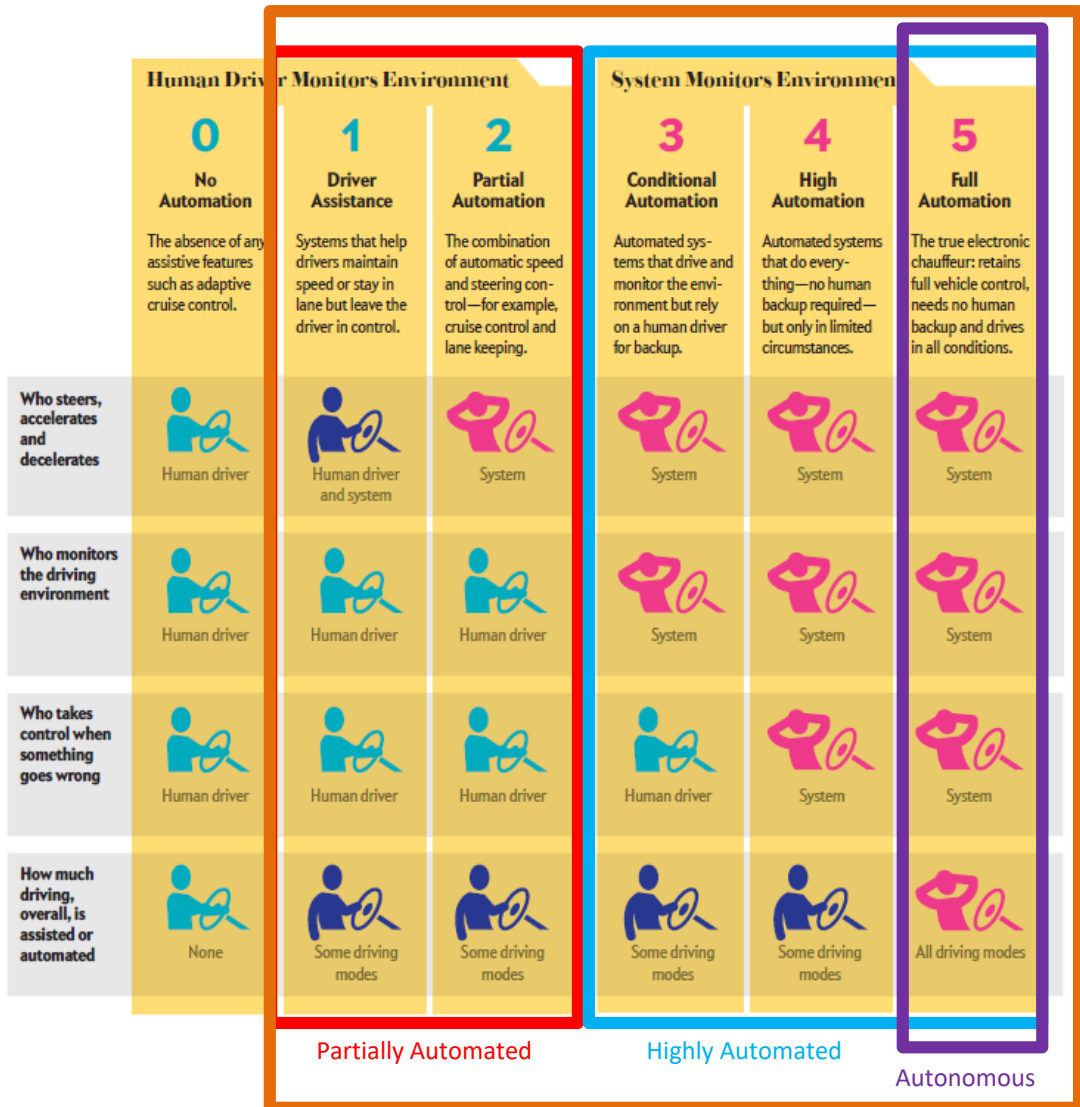 Human Driver Monitors Environment
System Monitors Environmen
0
No
Automation
The absence of any
assistive features
such as adaptive
cruise control.
1
Driver
Assistance
Systems that help
drivers maintain
speed or stay in
lane but leave the
driver in control.
2
Partial
Automation
The combination
of automatic speed
and steering con-
trol—for example,
cruise control and
lane keeping.
3
Conditional
Automation
Automated sys-
tems that drive and
monitor the envi-
ronment but rely
on a human driver
for backup.
4
High
Automation
Automated systems
that do every-
thing—no human
backup required—
but only in limited
circumstances.
5
Full
Automation
The true electronic
chauffeur: retains
full vehicle control,
needs no human
backup and drives
in all conditions.
Who steers,
accelerates
and
decelerates
Human driver
Human driver
and system
System
System
System
System
Who monitors
the driving
environment
Human driver
Human driver
Human driver
System
System
System
Who takes
control when
something
goes wrong
Human driver
Human driver
Human driver
Human driver
System
System
How much
driving,
overall, is
assisted or
automated
None
Some driving
modes
Some driving
modes
Some driving
modes
Some driving
modes
All driving modes
Partially Automated
Highly Automated
Autonomous